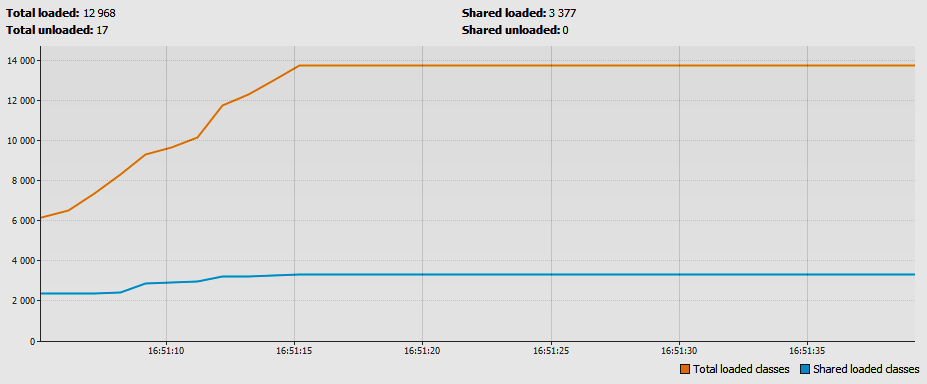 Total loaded: 12 968
Shared loaded: 3 377
Total unloaded: 17
Shared unloaded: 0
14 000
12 000
10 000
8 000
6 000
4 000
2 000
0
16:51:10 16:51:15 16:51:20 16:51:25 16:51:30 16:51:35
Total loaded classes Shared loaded classes